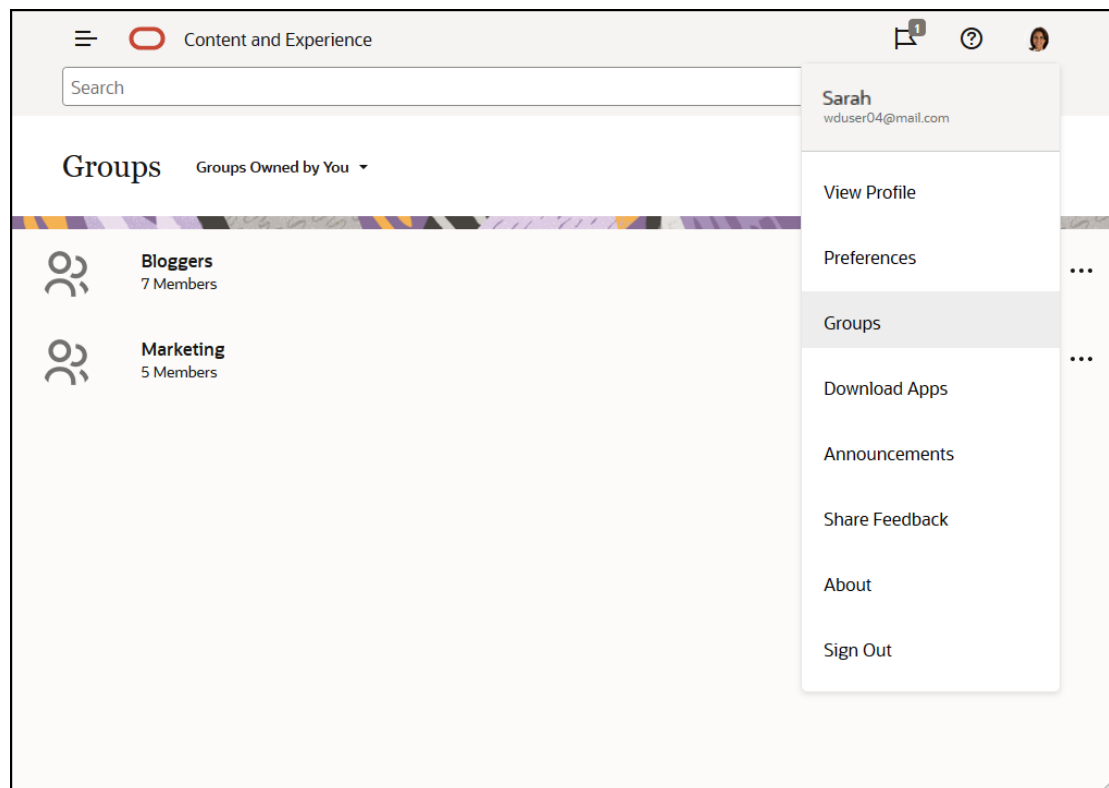 Content and Experience
1
Search
Sarah
wduser04@mail.com
Groups
Groups Owned by You
View Profile
Preferences
Bloggers
7 Members
Groups
Marketing
5 Members
Download Apps
Announcements
Share Feedback
About
Sign Out